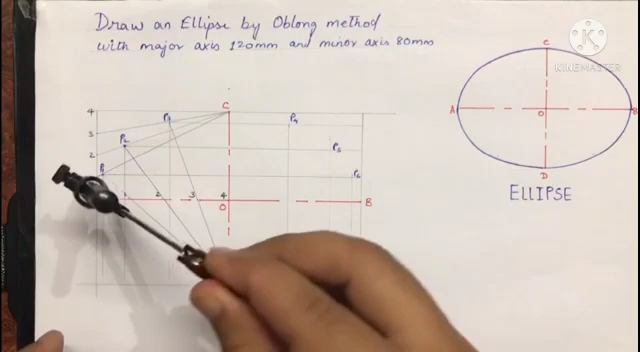 Draw an Ellipse by Oblong method
with major axis 120mm and minor axis 80mm
K
KINEMASTER
C
A
O
B
D
ELLIPSE
C
4
P3
P4
3
P2
2
P5
P1
P6
1
2
3
4
O
B